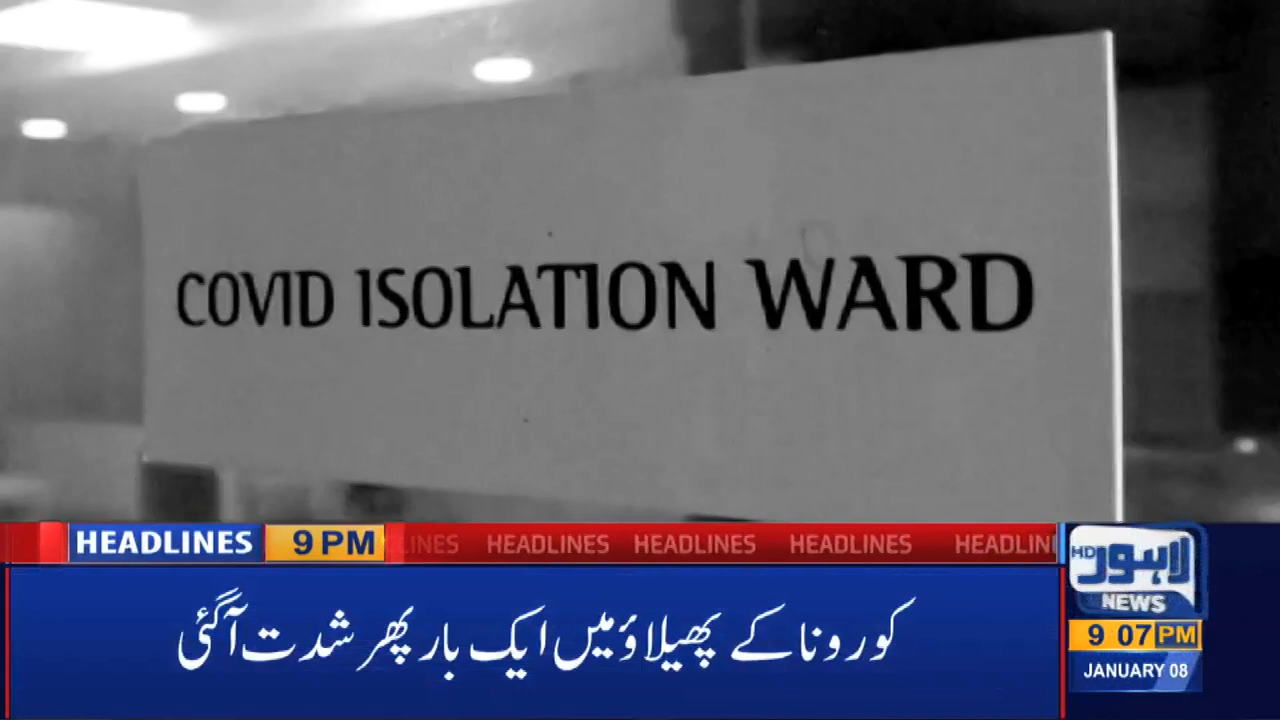 COVID ISOLATION WARD
HEADLINES 9 PM HEADLINES HEADLINES HEADLINES
کورونا کے پھیلاؤ میں ایک بار پھر شدت آگئی
HD لاہور
NEWS
9 07 PM
JANUARY 08